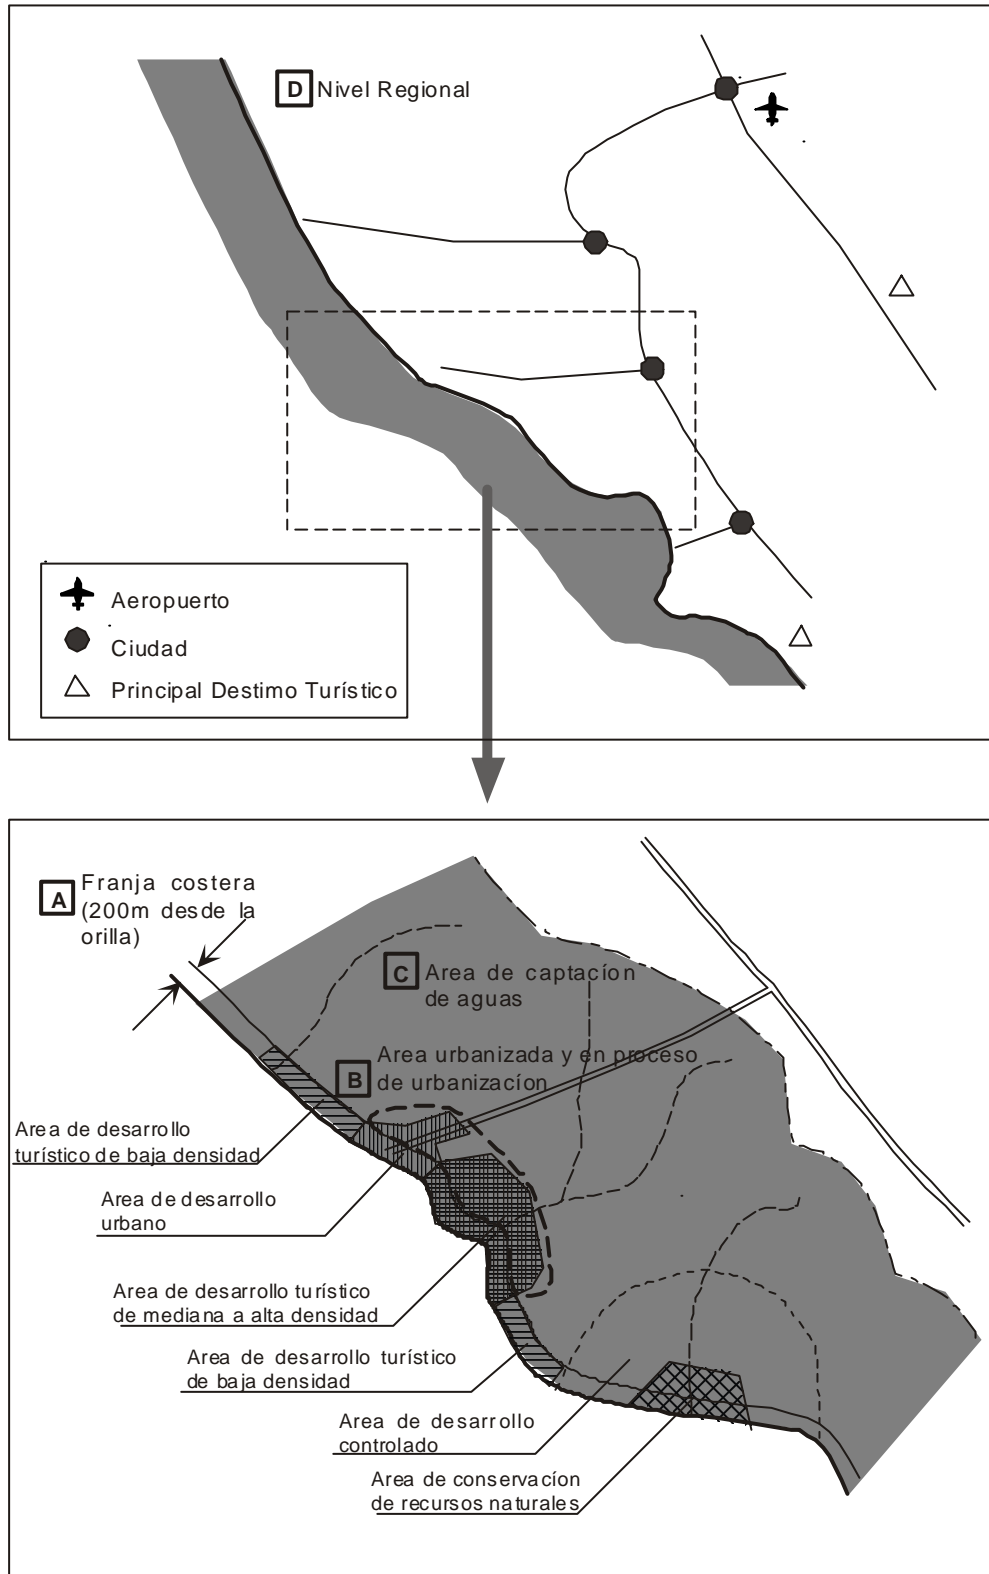 D Nivel Regional
Aeropuerto
Ciudad
Principal Destimo Turístico
A Franja costera
(200m desde la
orilla)
C Area de captacíon
de aguas
B Area urbanizada y en proceso
de urbanizacíon
Area de desarrollo
turístico de baja densidad
Area de desarrollo
urbano
Area de desarrollo turístico
de mediana a alta densidad
Area de desarrollo turístico
de baja densidad
Area de desarrollo
controlado
Area de conservacíon
de recursos naturales